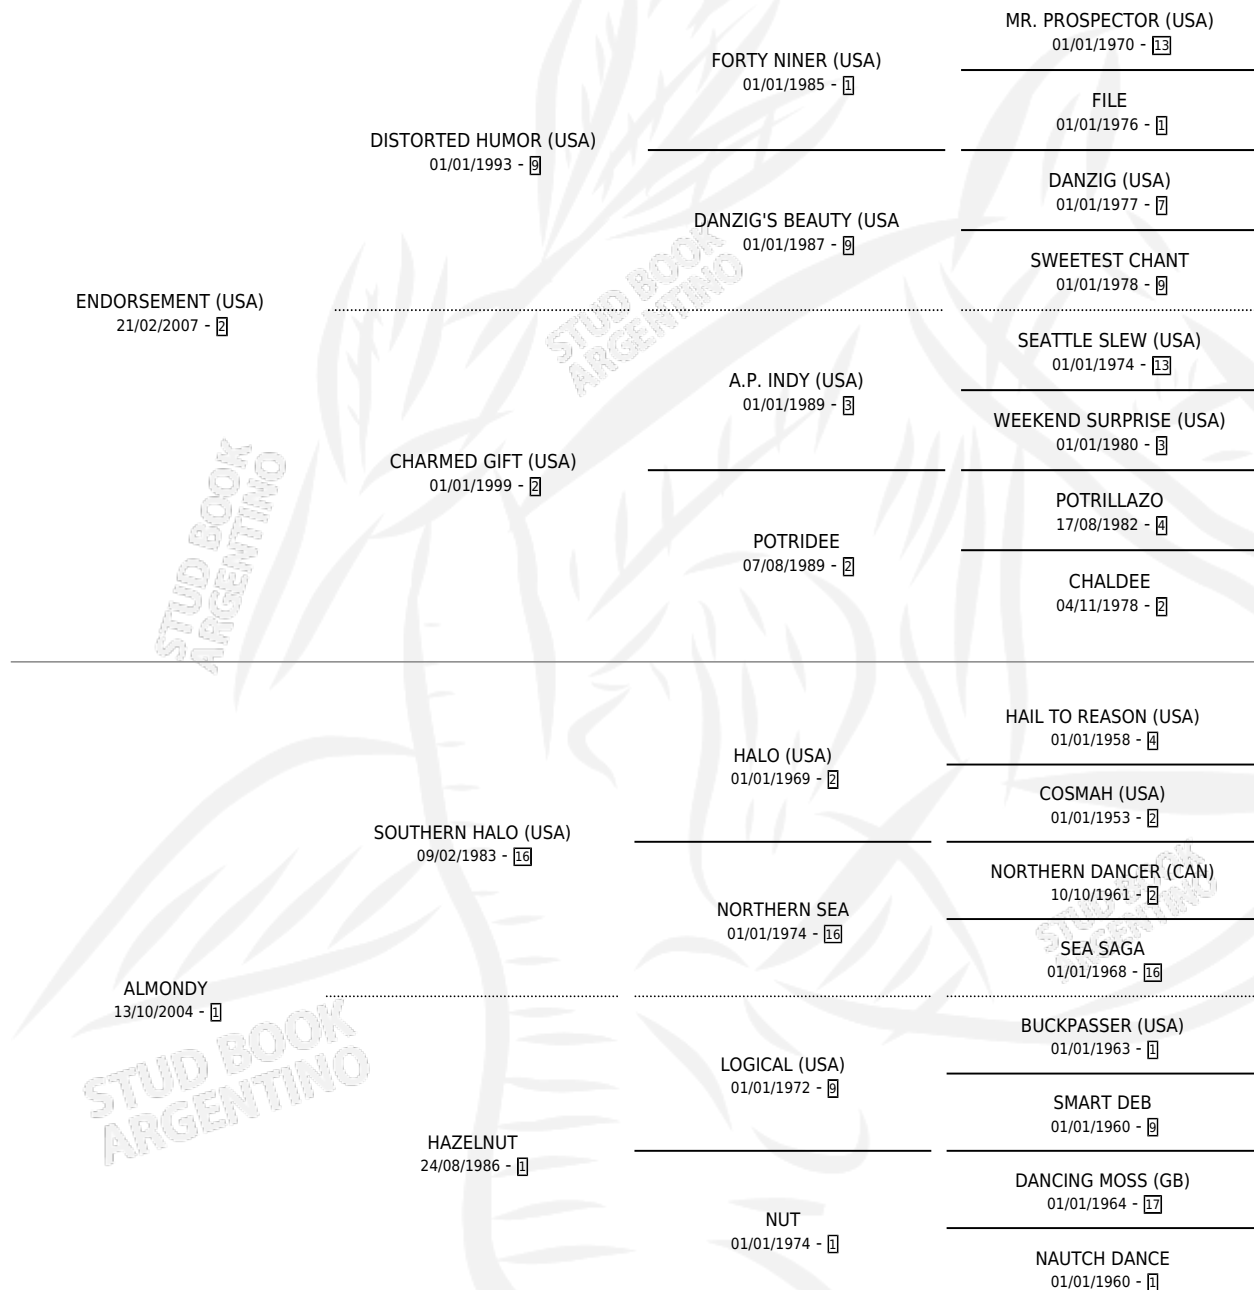 MR. PROSPECTOR (USA)
01/01/1970 - 13
FORTY NINER (USA)
01/01/1985 - 1
FILE
01/01/1976 - 1
DISTORTED HUMOR (USA)
01/01/1993 - 9
DANZIG (USA)
01/01/1977 - 7
DANZIG'S BEAUTY (USA
01/01/1987 - 9
SWEETEST CHANT
01/01/1978 - 9
ENDORSEMENT (USA)
21/02/2007 - 2
SEATTLE SLEW (USA)
01/01/1974 - 13
A.P. INDY (USA)
01/01/1989 - 3
WEEKEND SURPRISE (USA)
01/01/1980 - 3
CHARMED GIFT (USA)
01/01/1999 - 2
POTRILLAZO
17/08/1982 - 4
POTRIDEE
07/08/1989 - 2
CHALDEE
04/11/1978 - 2
HAIL TO REASON (USA)
01/01/1958 - 4
HALO (USA)
01/01/1969 - 2
COSMAH (USA)
01/01/1953 - 2
SOUTHERN HALO (USA)
09/02/1983 - 16
NORTHERN DANCER (CAN)
10/10/1961 - 2
NORTHERN SEA
01/01/1974 - 16
SEA SAGA
01/01/1968 - 16
ALMONDY
13/10/2004 - 1
BUCKPASSER (USA)
01/01/1963 - 1
LOGICAL (USA)
01/01/1972 - 9
SMART DEB
01/01/1960 - 9
HAZELNUT
24/08/1986 - 1
DANCING MOSS (GB)
01/01/1964 - 17
NUT
01/01/1974 - 1
NAUTCH DANCE
01/01/1960 - 1
STUD BOOK
ARGENTINO
STUD BOOK
ARGENTINO
STUD BOOK
ARGENTINO
STUD BOOK
ARGENTINO